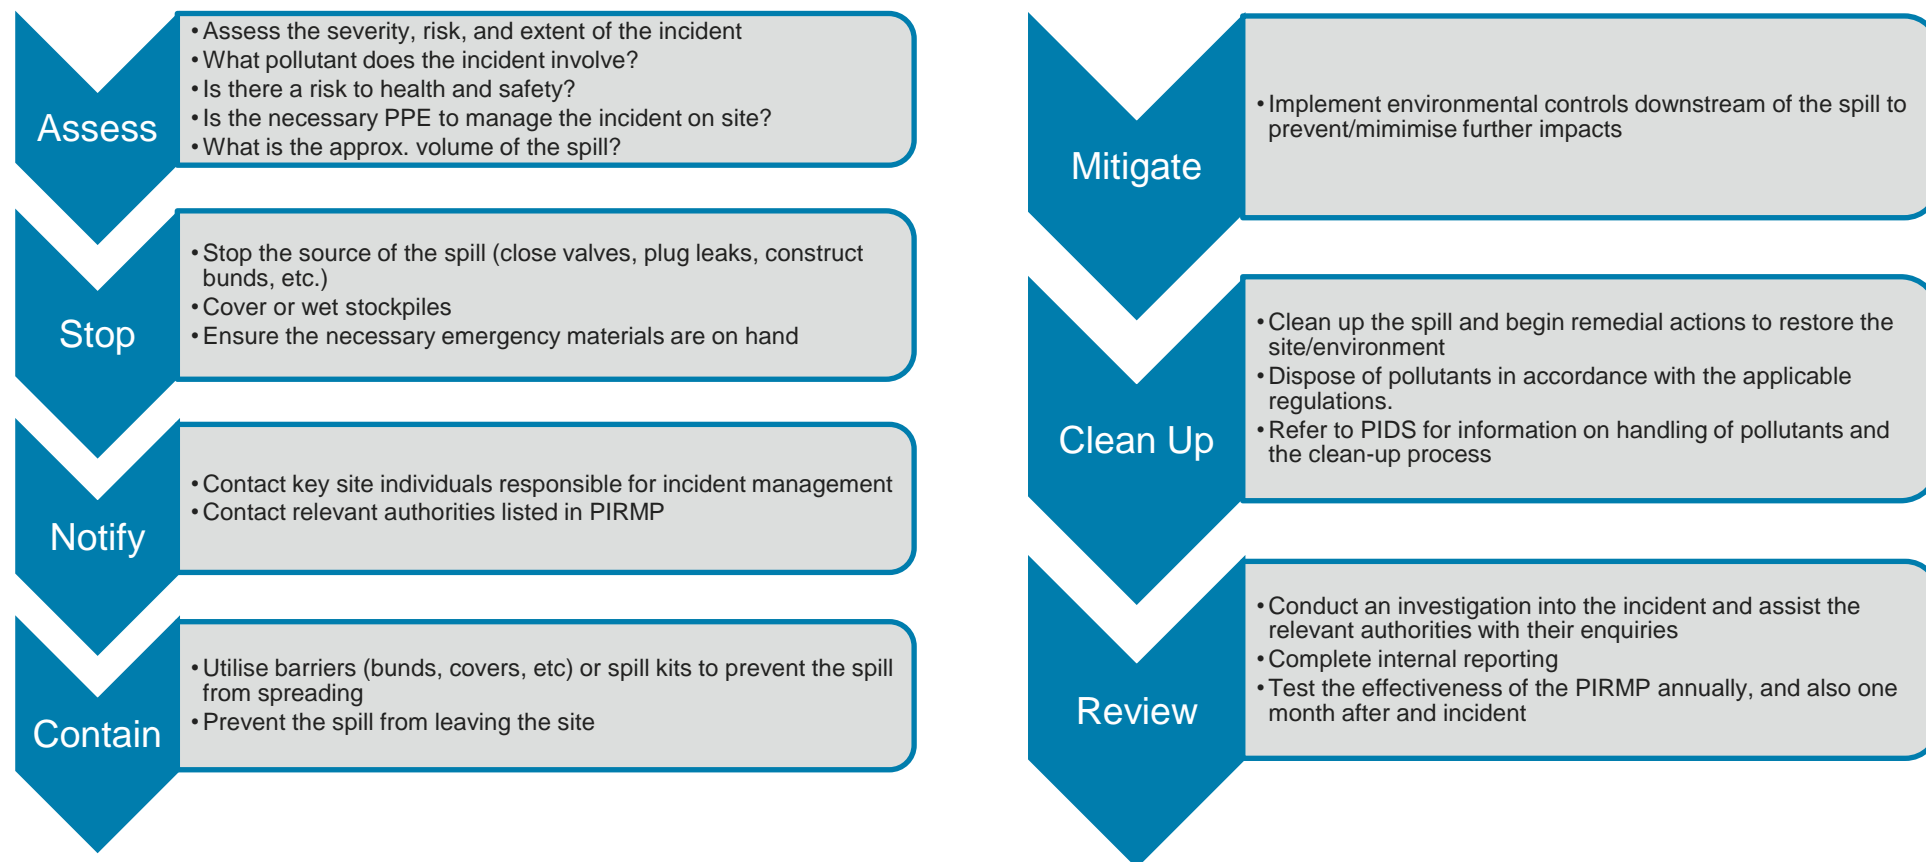 Assess
• Assess the severity, risk, and extent of the incident
• What pollutant does the incident involve?
• Is there a risk to health and safety?
• Is the necessary PPE to manage the incident on site?
• What is the approx. volume of the spill?
Stop
• Stop the source of the spill (close valves, plug leaks, construct
bunds, etc.)
• Cover or wet stockpiles
• Ensure the necessary emergency materials are on hand
Notify
• Contact key site individuals responsible for incident management
• Contact relevant authorities listed in PIRMP
Contain
• Utilise barriers (bunds, covers, etc) or spill kits to prevent the spill
from spreading
• Prevent the spill from leaving the site
Mitigate
• Implement environmental controls downstream of the spill to
prevent/mimimise further impacts
Clean Up
• Clean up the spill and begin remedial actions to restore the
site/environment
• Dispose of pollutants in accordance with the applicable
regulations.
• Refer to PIDS for information on handling of pollutants and
the clean-up process
Review
• Conduct an investigation into the incident and assist the
relevant authorities with their enquiries
• Complete internal reporting
• Test the effectiveness of the PIRMP annually, and also one
month after and incident